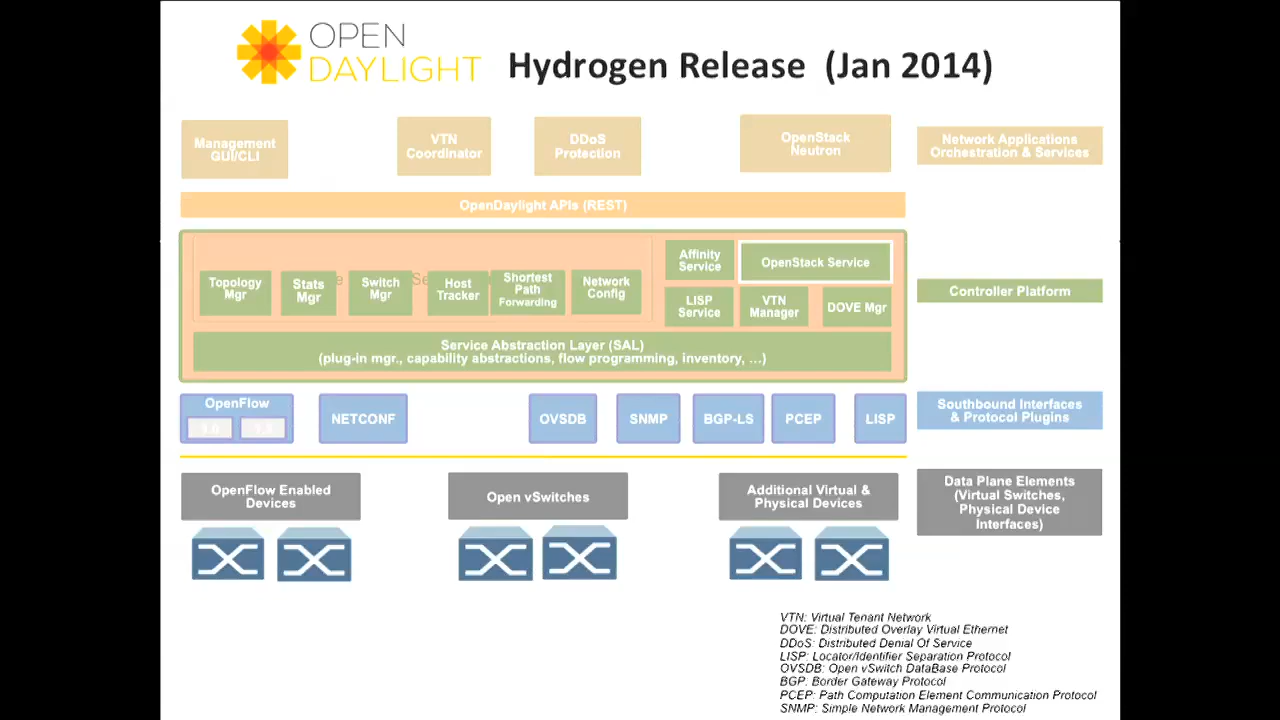 OPEN
DAYLIGHT
Hydrogen Release (Jan 2014)
Management
GUI/CLI
VTN
Coordinator
DDoS
Protection
OpenStack
Neutron
Network Applications
Orchestration & Services
OpenDaylight APIs (REST)
Affinity
Service
OpenStack Service
Topology
Mgr
Stats
Mgr
Switch
Mgr
Host
Tracker
Shortest
Path
Forwarding
Network
Config
LISP
Service
VTN
Manager
DOVE Mgr
Controller Platform
Service Abstraction Layer (SAL)
(plug-in mgr., capability abstractions, flow programming, inventory, …)
OpenFlow
1.0
1.3
NETCONF
OVSDB
SNMP
BGP-LS
PCEP
LISP
Southbound Interfaces
& Protocol Plugins
OpenFlow Enabled
Devices
Open vSwitches
Additional Virtual &
Physical Devices
Data Plane Elements
(Virtual Switches,
Physical Device
Interfaces)
VTN: Virtual Tenant Network
DOVE: Distributed Overlay Virtual Ethernet
DDoS: Distributed Denial Of Service
LISP: Locator/Identifier Separation Protocol
OVSDB: Open vSwitch DataBase Protocol
BGP: Border Gateway Protocol
PCEP: Path Computation Element Communication Protocol
SNMP: Simple Network Management Protocol